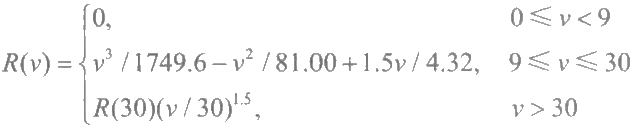 R(v) = { 0, 0 ⩽ v < 9
v³ / 1749.6 − v² / 81.00 + 1.5v / 4.32, 9 ⩽ v ⩽ 30
R(30)(v / 30)^1.5, v > 30